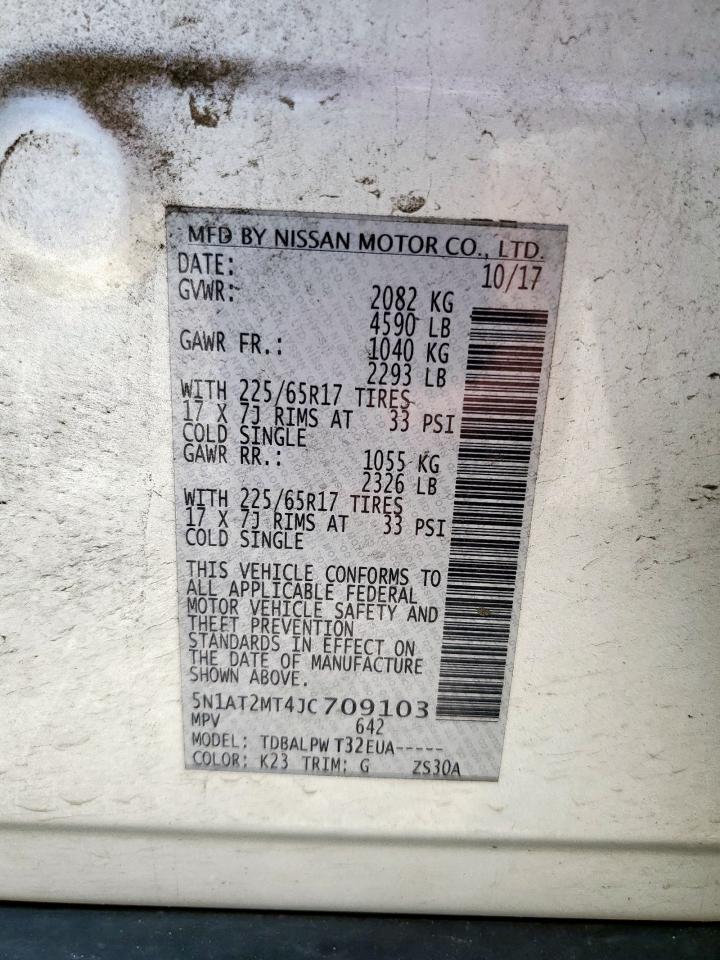 MFD BY NISSAN MOTOR CO., LTD.
DATE: 10/17
GVWR: 2082 KG
4590 LB
GAWR FR.: 1040 KG
2293 LB
WITH 225/65R17 TIRES
17 X 7J RIMS AT 33 PSI
COLD SINGLE
GAWR RR.: 1055 KG
2326 LB
WITH 225/65R17 TIRES
17 X 7J RIMS AT 33 PSI
COLD SINGLE
THIS VEHICLE CONFORMS TO
ALL APPLICABLE FEDERAL
MOTOR VEHICLE SAFETY AND
THEFT PREVENTION
STANDARDS IN EFFECT ON
THE DATE OF MANUFACTURE
SHOWN ABOVE.
5N1AT2MT4JC709103
MPV 642
MODEL: TDBALPW T32EUA-----
COLOR: K23 TRIM: G ZS30A